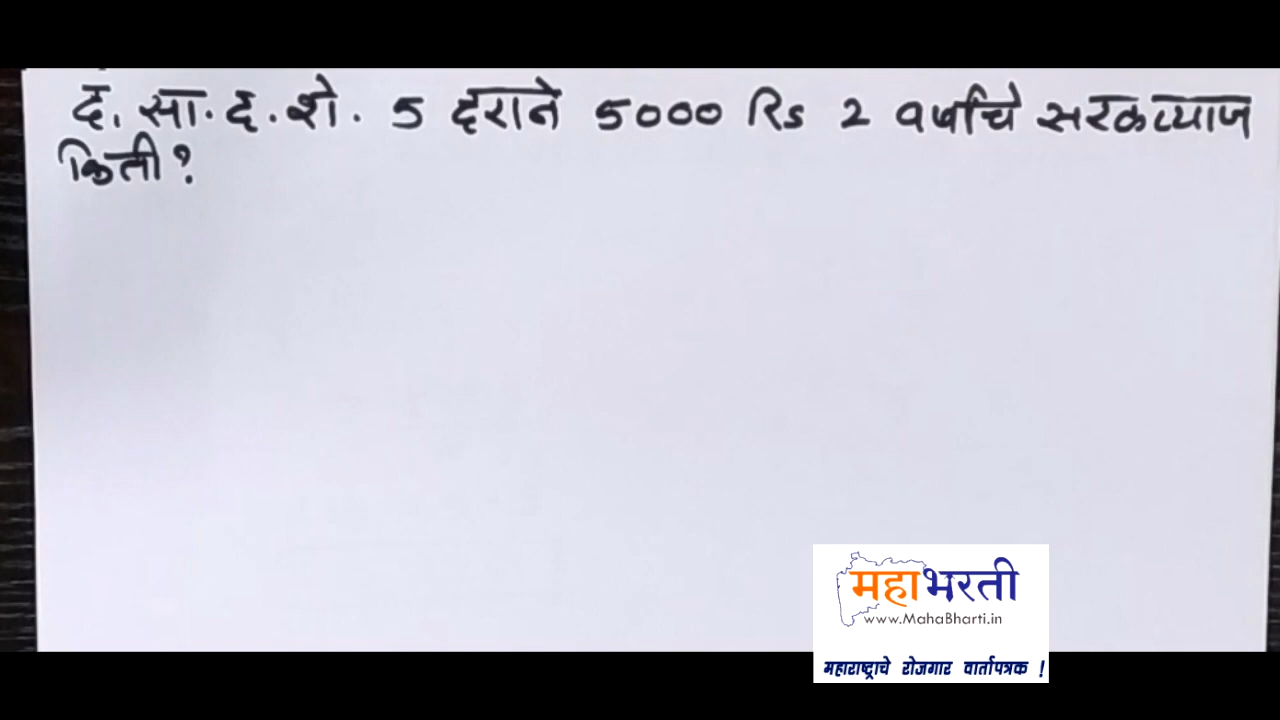 द. सा. द. शे. 5 दराने 5000 Rs 2 वर्षाचे सरळव्याज
किती?
महाभरती
www.MahaBharti.in
महाराष्ट्राचे रोजगार वार्तापत्रक !